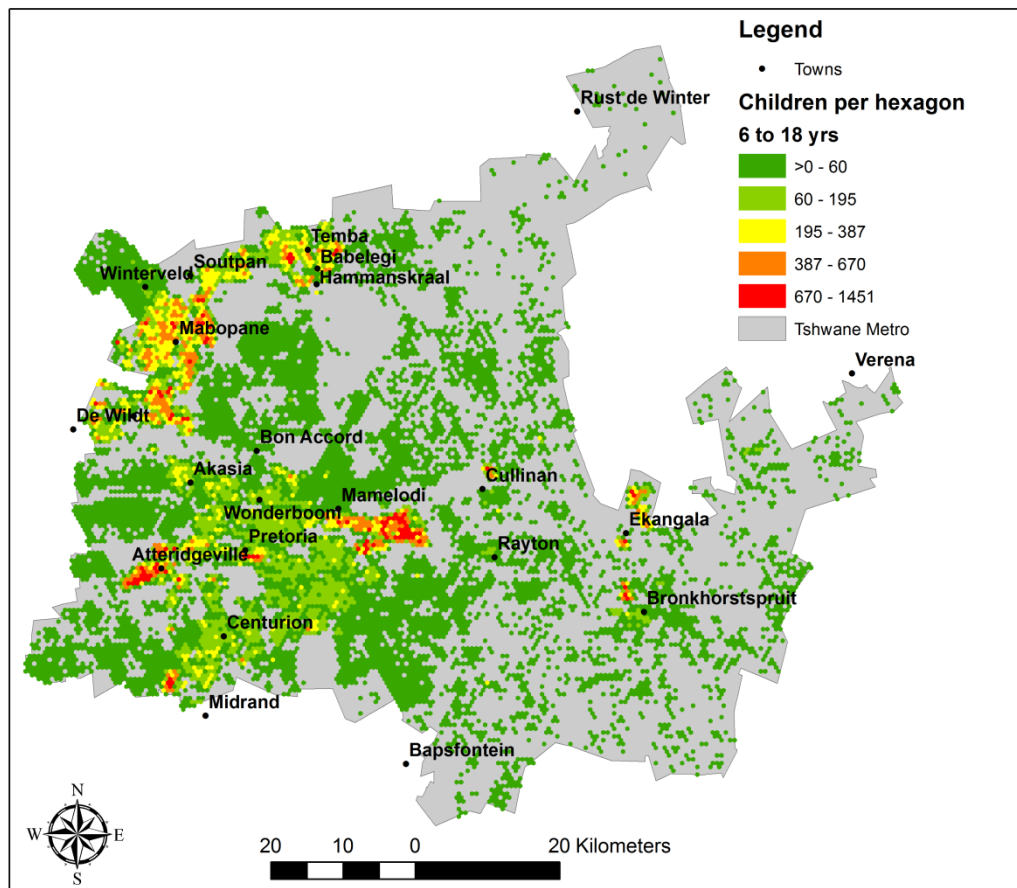 Legend
Towns
Children per hexagon
6 to 18 yrs
>0 - 60
60 - 195
195 - 387
387 - 670
670 - 1451
Tshwane Metro
Rust de Winter
Temba
Babelegi
Soutpan
Hammanskraal
Winterveld
Mabopane
Verena
De Wildt
Bon Accord
Akasia
Cullinan
Mamelodi
Wonderboom
Ekangala
Pretoria
Rayton
Atteridgeville
Bronkhorstspruit
Centurion
Midrand
Bapsfontein
N
W E
S
20 10 0 20 Kilometers